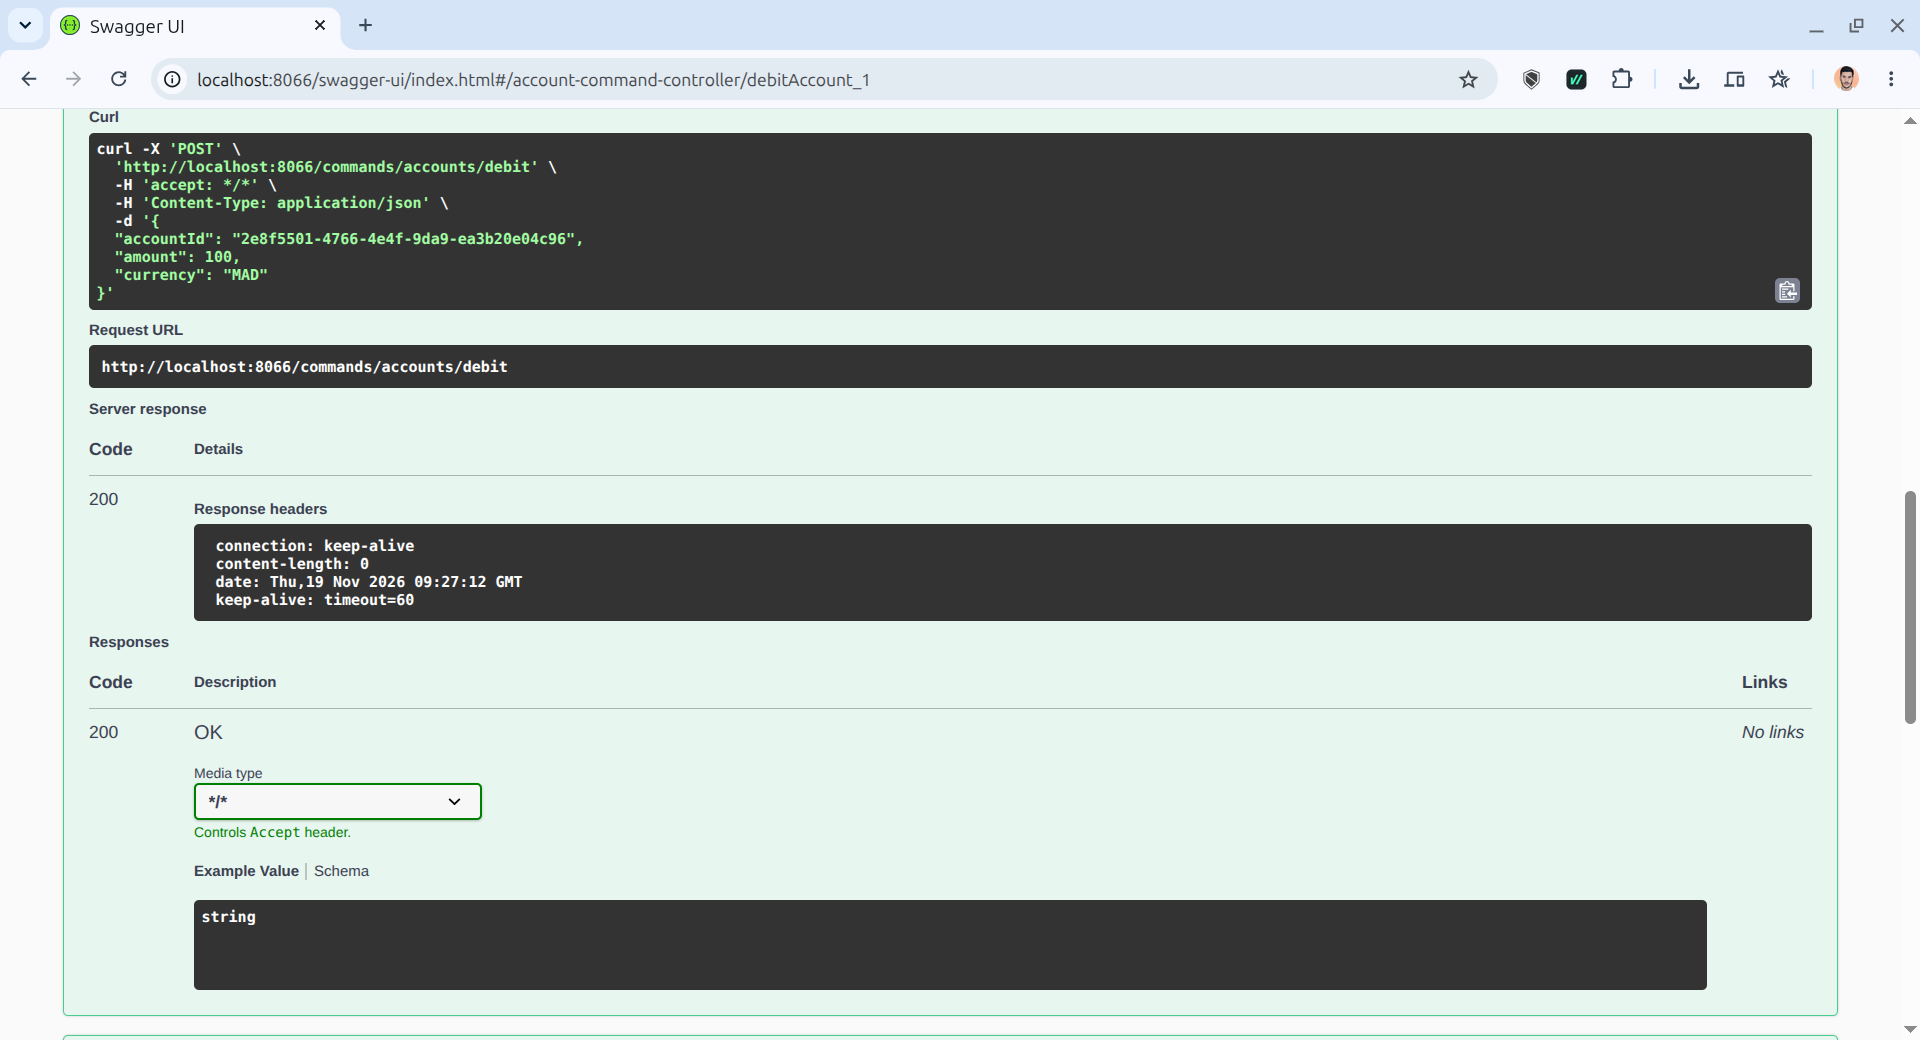 Swagger UI
localhost:8066/swagger-ui/index.html#/account-command-controller/debitAccount_1
Curl
curl -X 'POST' \
  'http://localhost:8066/commands/accounts/debit' \
  -H 'accept: */*' \
  -H 'Content-Type: application/json' \
  -d '{
  "accountId": "2e8f5501-4766-4e4f-9da9-ea3b20e04c96",
  "amount": 100,
  "currency": "MAD"
}'
Request URL
http://localhost:8066/commands/accounts/debit
Server response
Code Details
200
Response headers
connection: keep-alive
content-length: 0
date: Thu,19 Nov 2026 09:27:12 GMT
keep-alive: timeout=60
Responses
Code Description Links
200 OK No links
Media type
*/*
Controls Accept header.
Example Value Schema
string